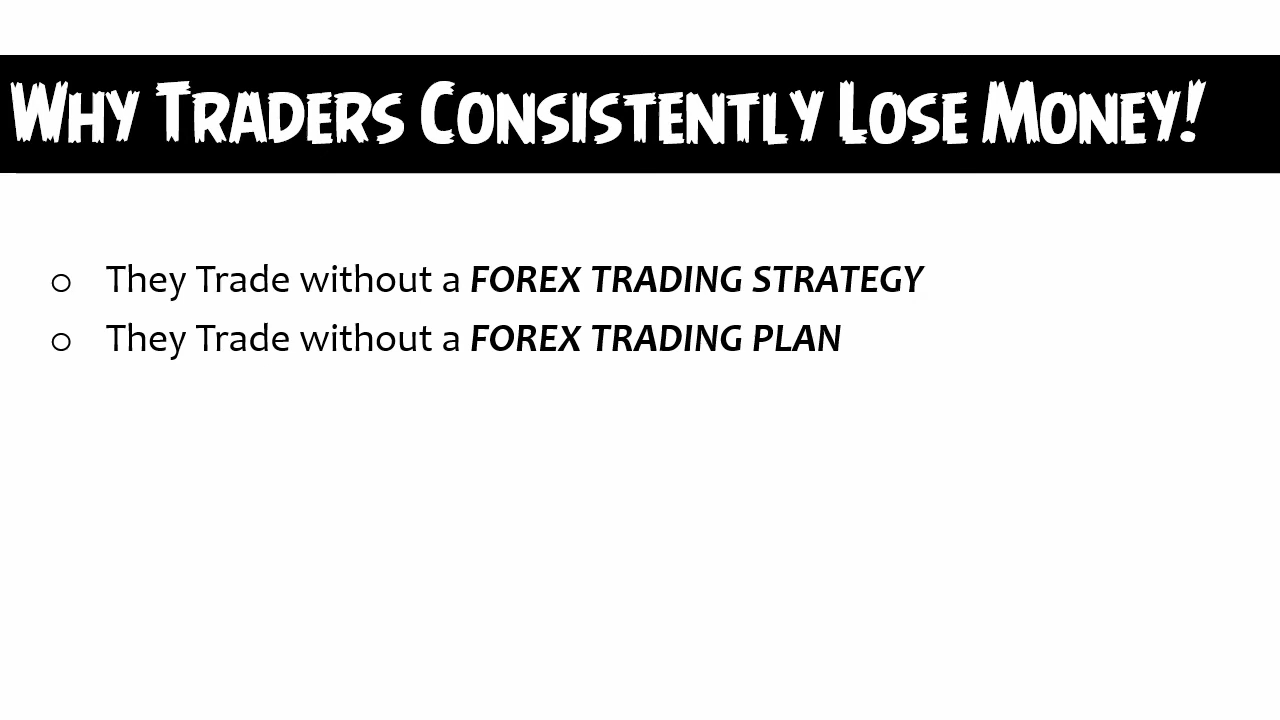 Why Traders Consistently Lose Money!
o They Trade without a FOREX TRADING STRATEGY
o They Trade without a FOREX TRADING PLAN